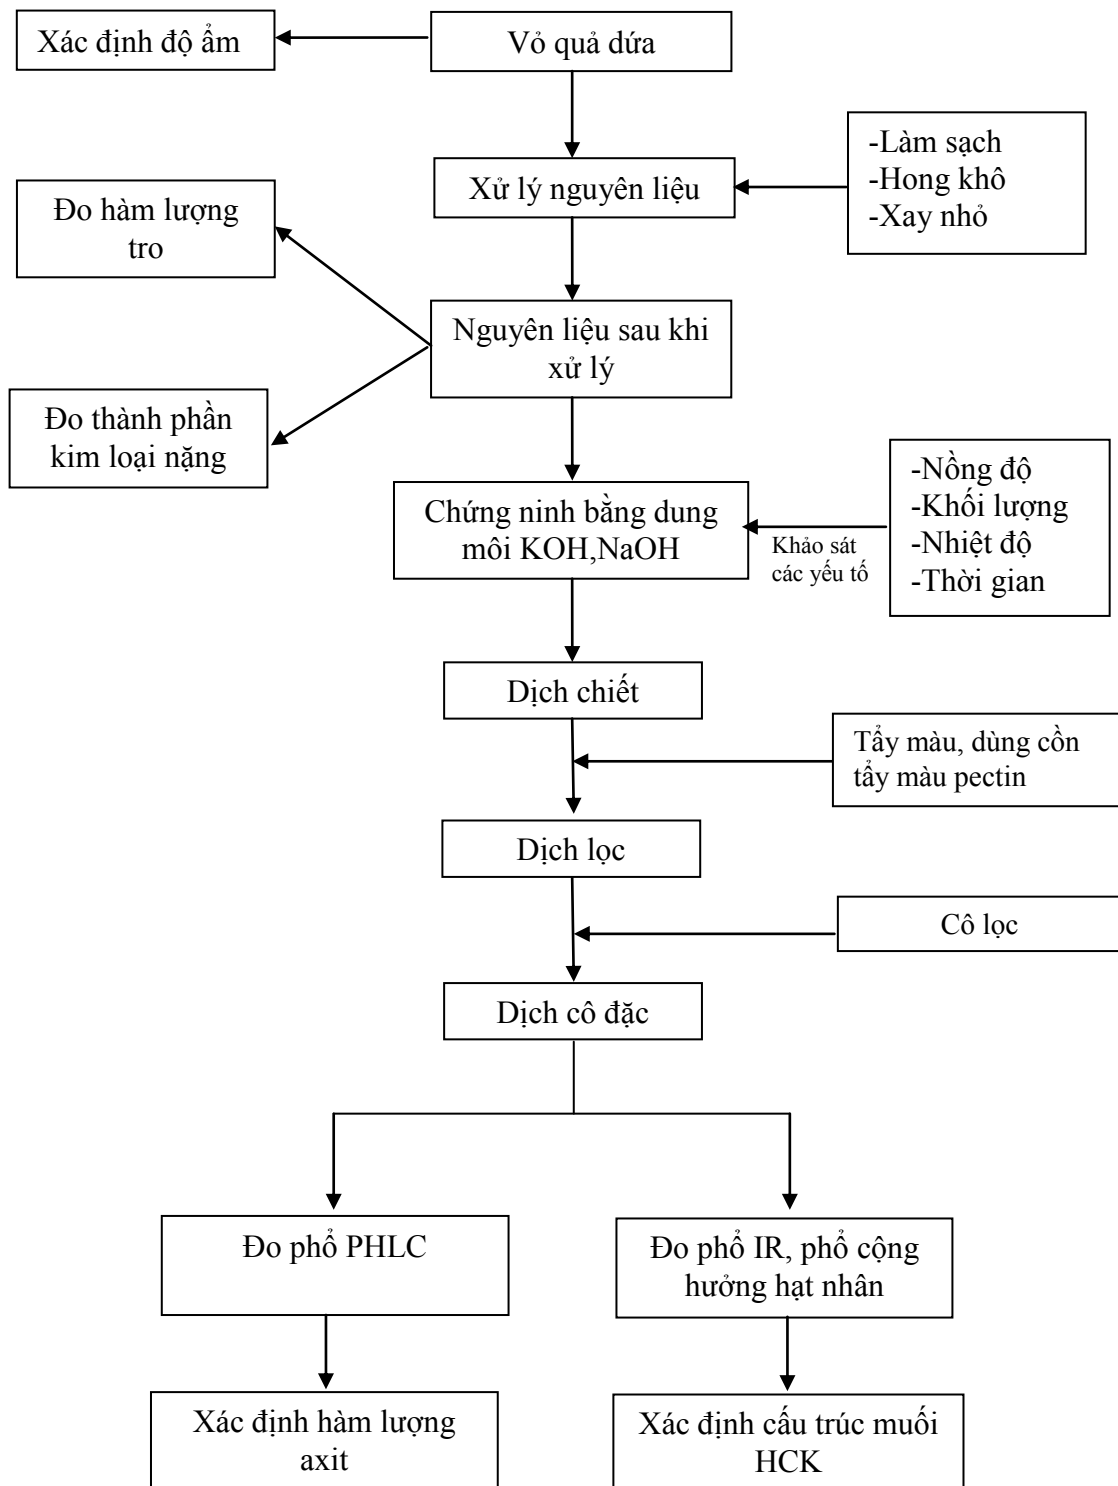 Xác định độ ẩm
Vỏ quả dứa
Xử lý nguyên liệu
-Làm sạch
-Hong khô
-Xay nhỏ
Đo hàm lượng
tro
Nguyên liệu sau khi
xử lý
Đo thành phần
kim loại nặng
Chứng ninh bằng dung
môi KOH,NaOH
Khảo sát
các yếu tố
-Nồng độ
-Khối lượng
-Nhiệt độ
-Thời gian
Dịch chiết
Tẩy màu, dùng cồn
tẩy màu pectin
Dịch lọc
Cô lọc
Dịch cô đặc
Đo phổ PHLC
Đo phổ IR, phổ cộng
hưởng hạt nhân
Xác định hàm lượng
axit
Xác định cấu trúc muối
HCK